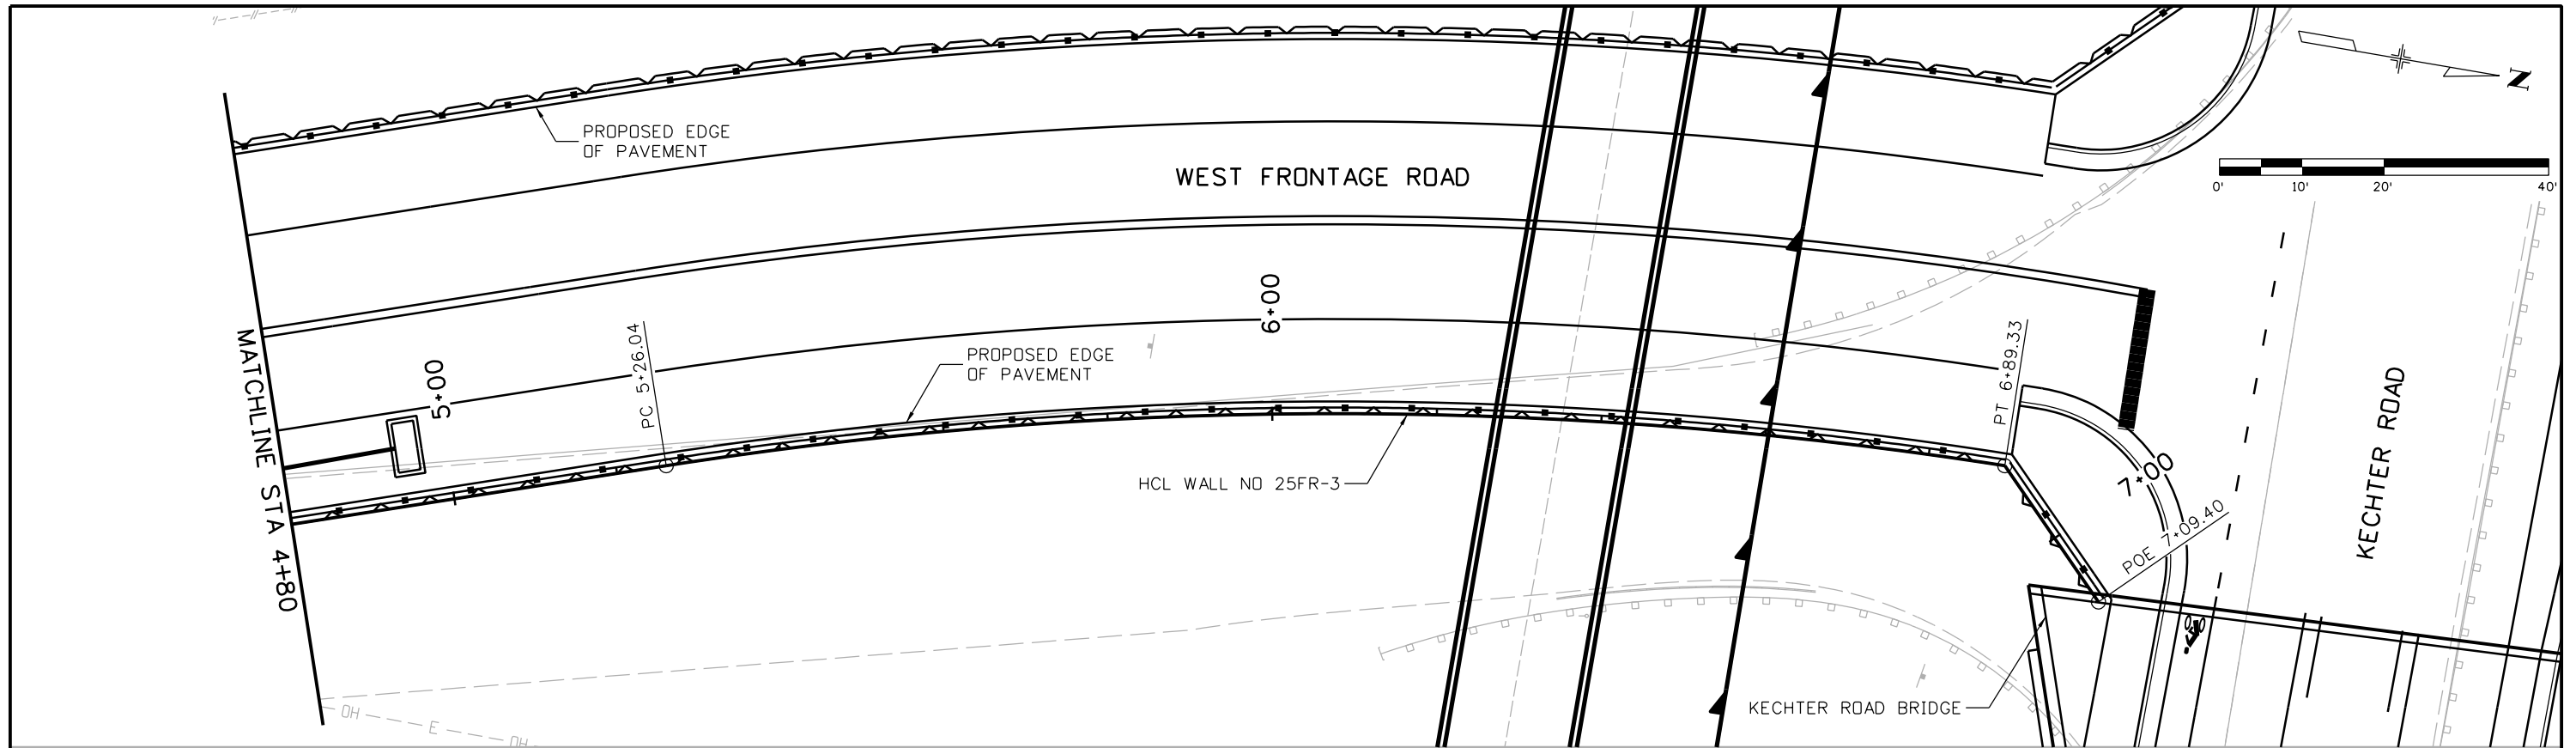 PROPOSED EDGE
OF PAVEMENT
WEST FRONTAGE ROAD
N
0' 10' 20' 40'
MATCHLINE STA 4+80
5+00
PC 5+26.04
PROPOSED EDGE
OF PAVEMENT
6+00
HCL WALL NO 25FR-3
PT 6+89.33
7+00
POE 7+09.40
KECHTER ROAD
KECHTER ROAD BRIDGE
OH
E
OH